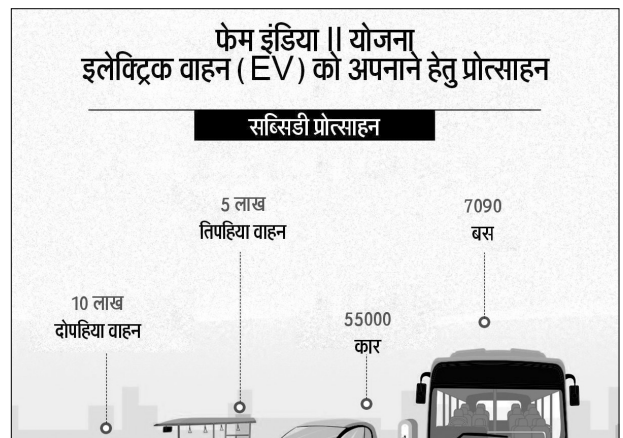 फेम इंडिया II योजना
इलेक्ट्रिक वाहन (EV) को अपनाने हेतु प्रोत्साहन
सब्सिडी प्रोत्साहन
5 लाख
तिपहिया वाहन
7090
बस
10 लाख
दोपहिया वाहन
55000
कार